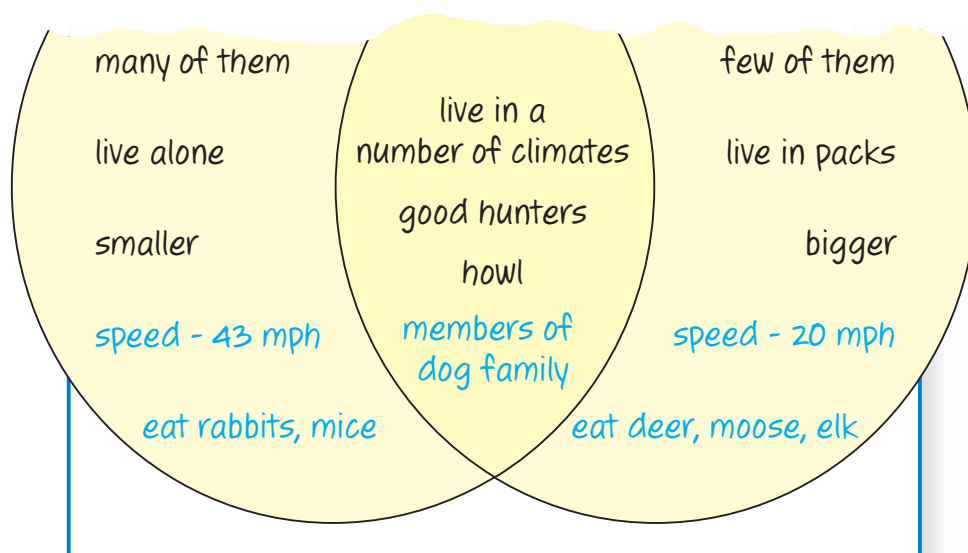 many of them
live alone
smaller
speed - 43 mph
eat rabbits, mice
live in a
number of climates
good hunters
howl
members of
dog family
few of them
live in packs
bigger
speed - 20 mph
eat deer, moose, elk